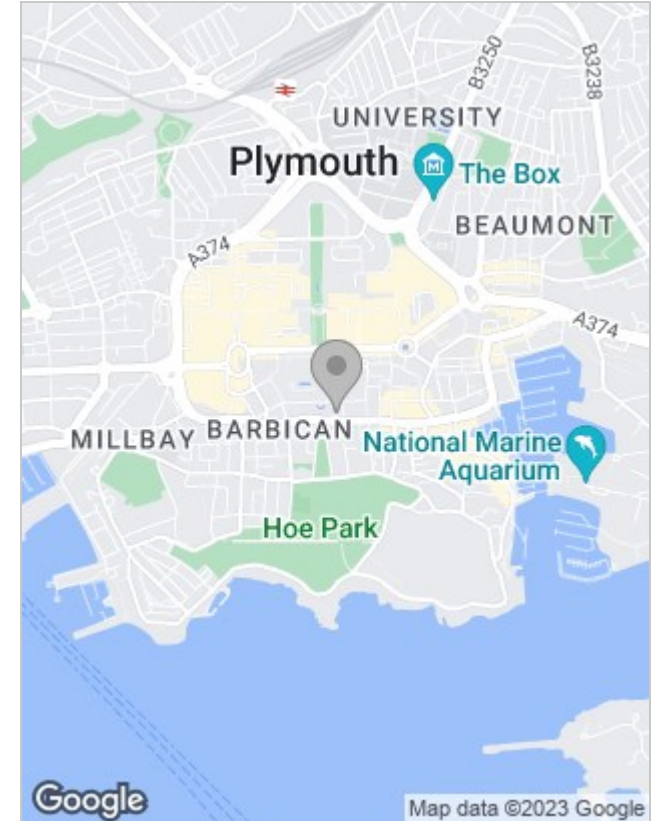 B3250
B3238
UNIVERSITY
Plymouth
The Box
BEAUMONT
A374
A374
MILLBAY
BARBICAN
National Marine
Aquarium
Hoe Park
Google
Map data ©2023 Google